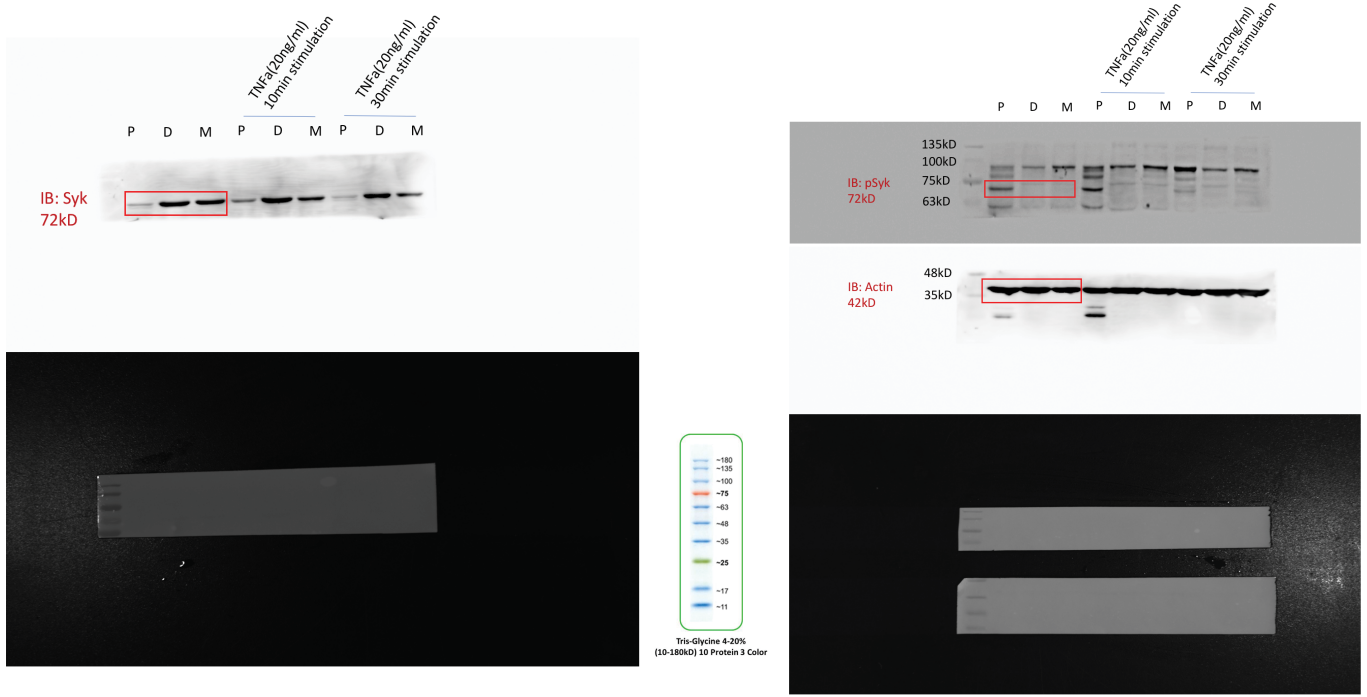 TNFa(20ng/ml)
10min stimulation
TNFa(20ng/ml)
30min stimulation
P D M P D M P D M
IB: Syk
72kD
TNFa(20ng/ml)
10min stimulation
TNFa(20ng/ml)
30min stimulation
P D M P D M P D M
135kD
100kD
75kD
63kD
IB: pSyk
72kD
48kD
35kD
IB: Actin
42kD
~180
~135
~100
~75
~63
~48
~35
~25
~17
~11
Tris-Glycine 4-20%
(10-180kD) 10 Protein 3 Color